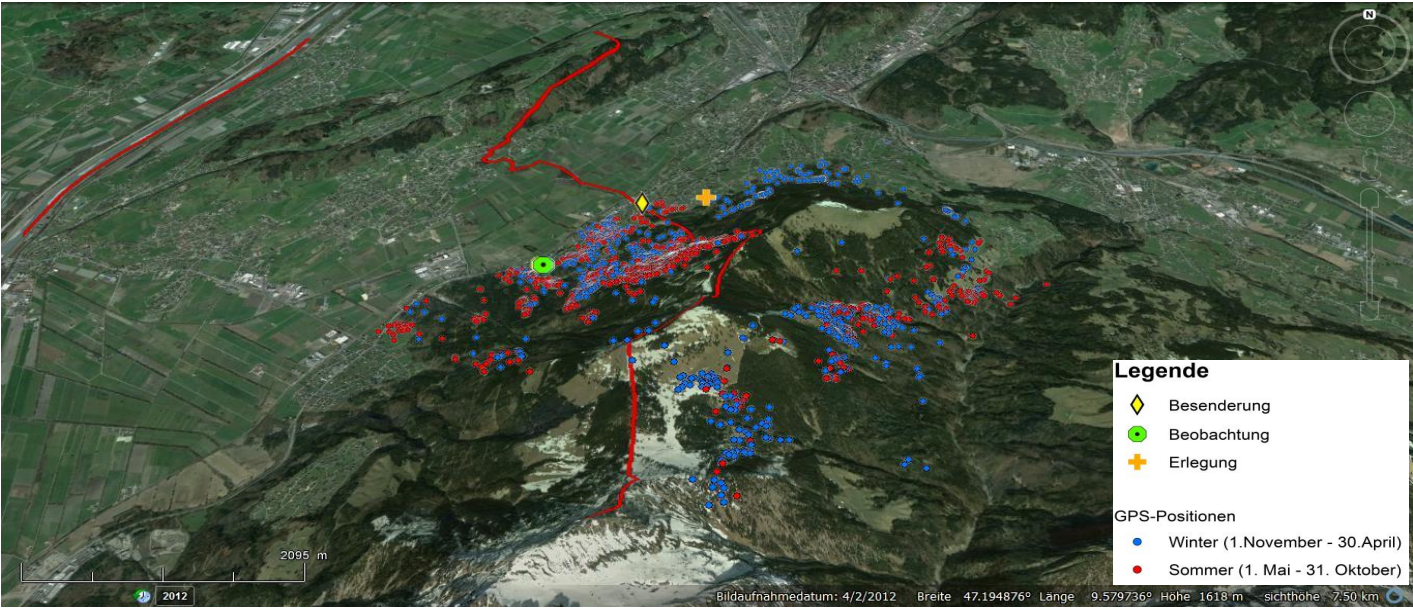 N
Legende
Besenderung
Beobachtung
Erlegung
GPS-Positionen
Winter (1.November - 30.April)
Sommer (1. Mai - 31. Oktober)
2095 m
2012
Bildaufnahmedatum: 4/2/2012 Breite 47.194876° Länge 9.579736° Höhe 1618 m sichthöhe 7.50 km